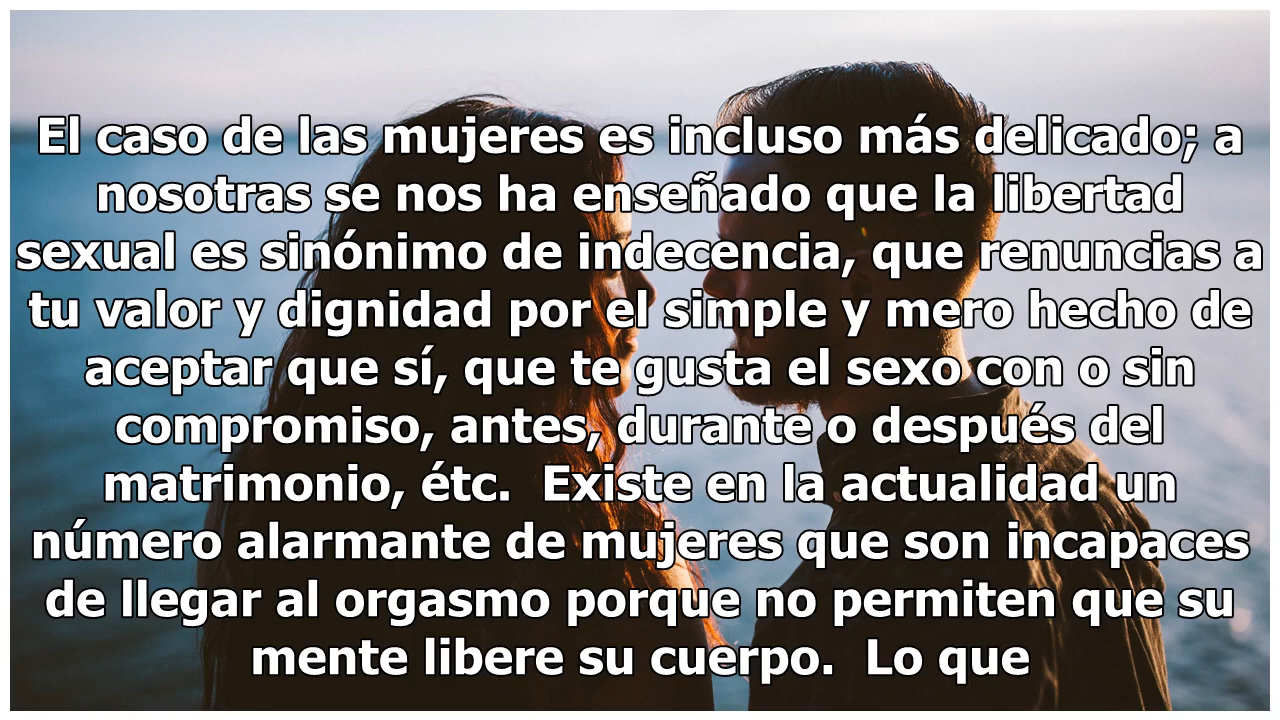 El caso de las mujeres es incluso más delicado; a
nosotras se nos ha enseñado que la libertad
sexual es sinónimo de indecencia, que renuncias a
tu valor y dignidad por el simple y mero hecho de
aceptar que sí, que te gusta el sexo con o sin
compromiso, antes, durante o después del
matrimonio, étc.  Existe en la actualidad un
número alarmante de mujeres que son incapaces
de llegar al orgasmo porque no permiten que su
mente libere su cuerpo.  Lo que